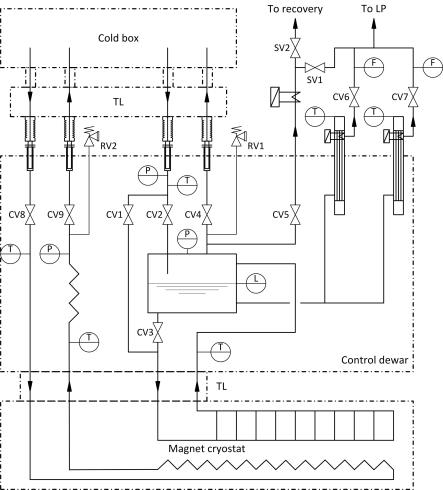 To recovery
To LP
Cold box
SV2
SV1
F
F
TL
CV6
CV7
T
T
RV2
RV1
P
T
CV8
CV9
CV1
CV2
CV4
CV5
P
T
P
L
CV3
T
T
Control dewar
TL
Magnet cryostat